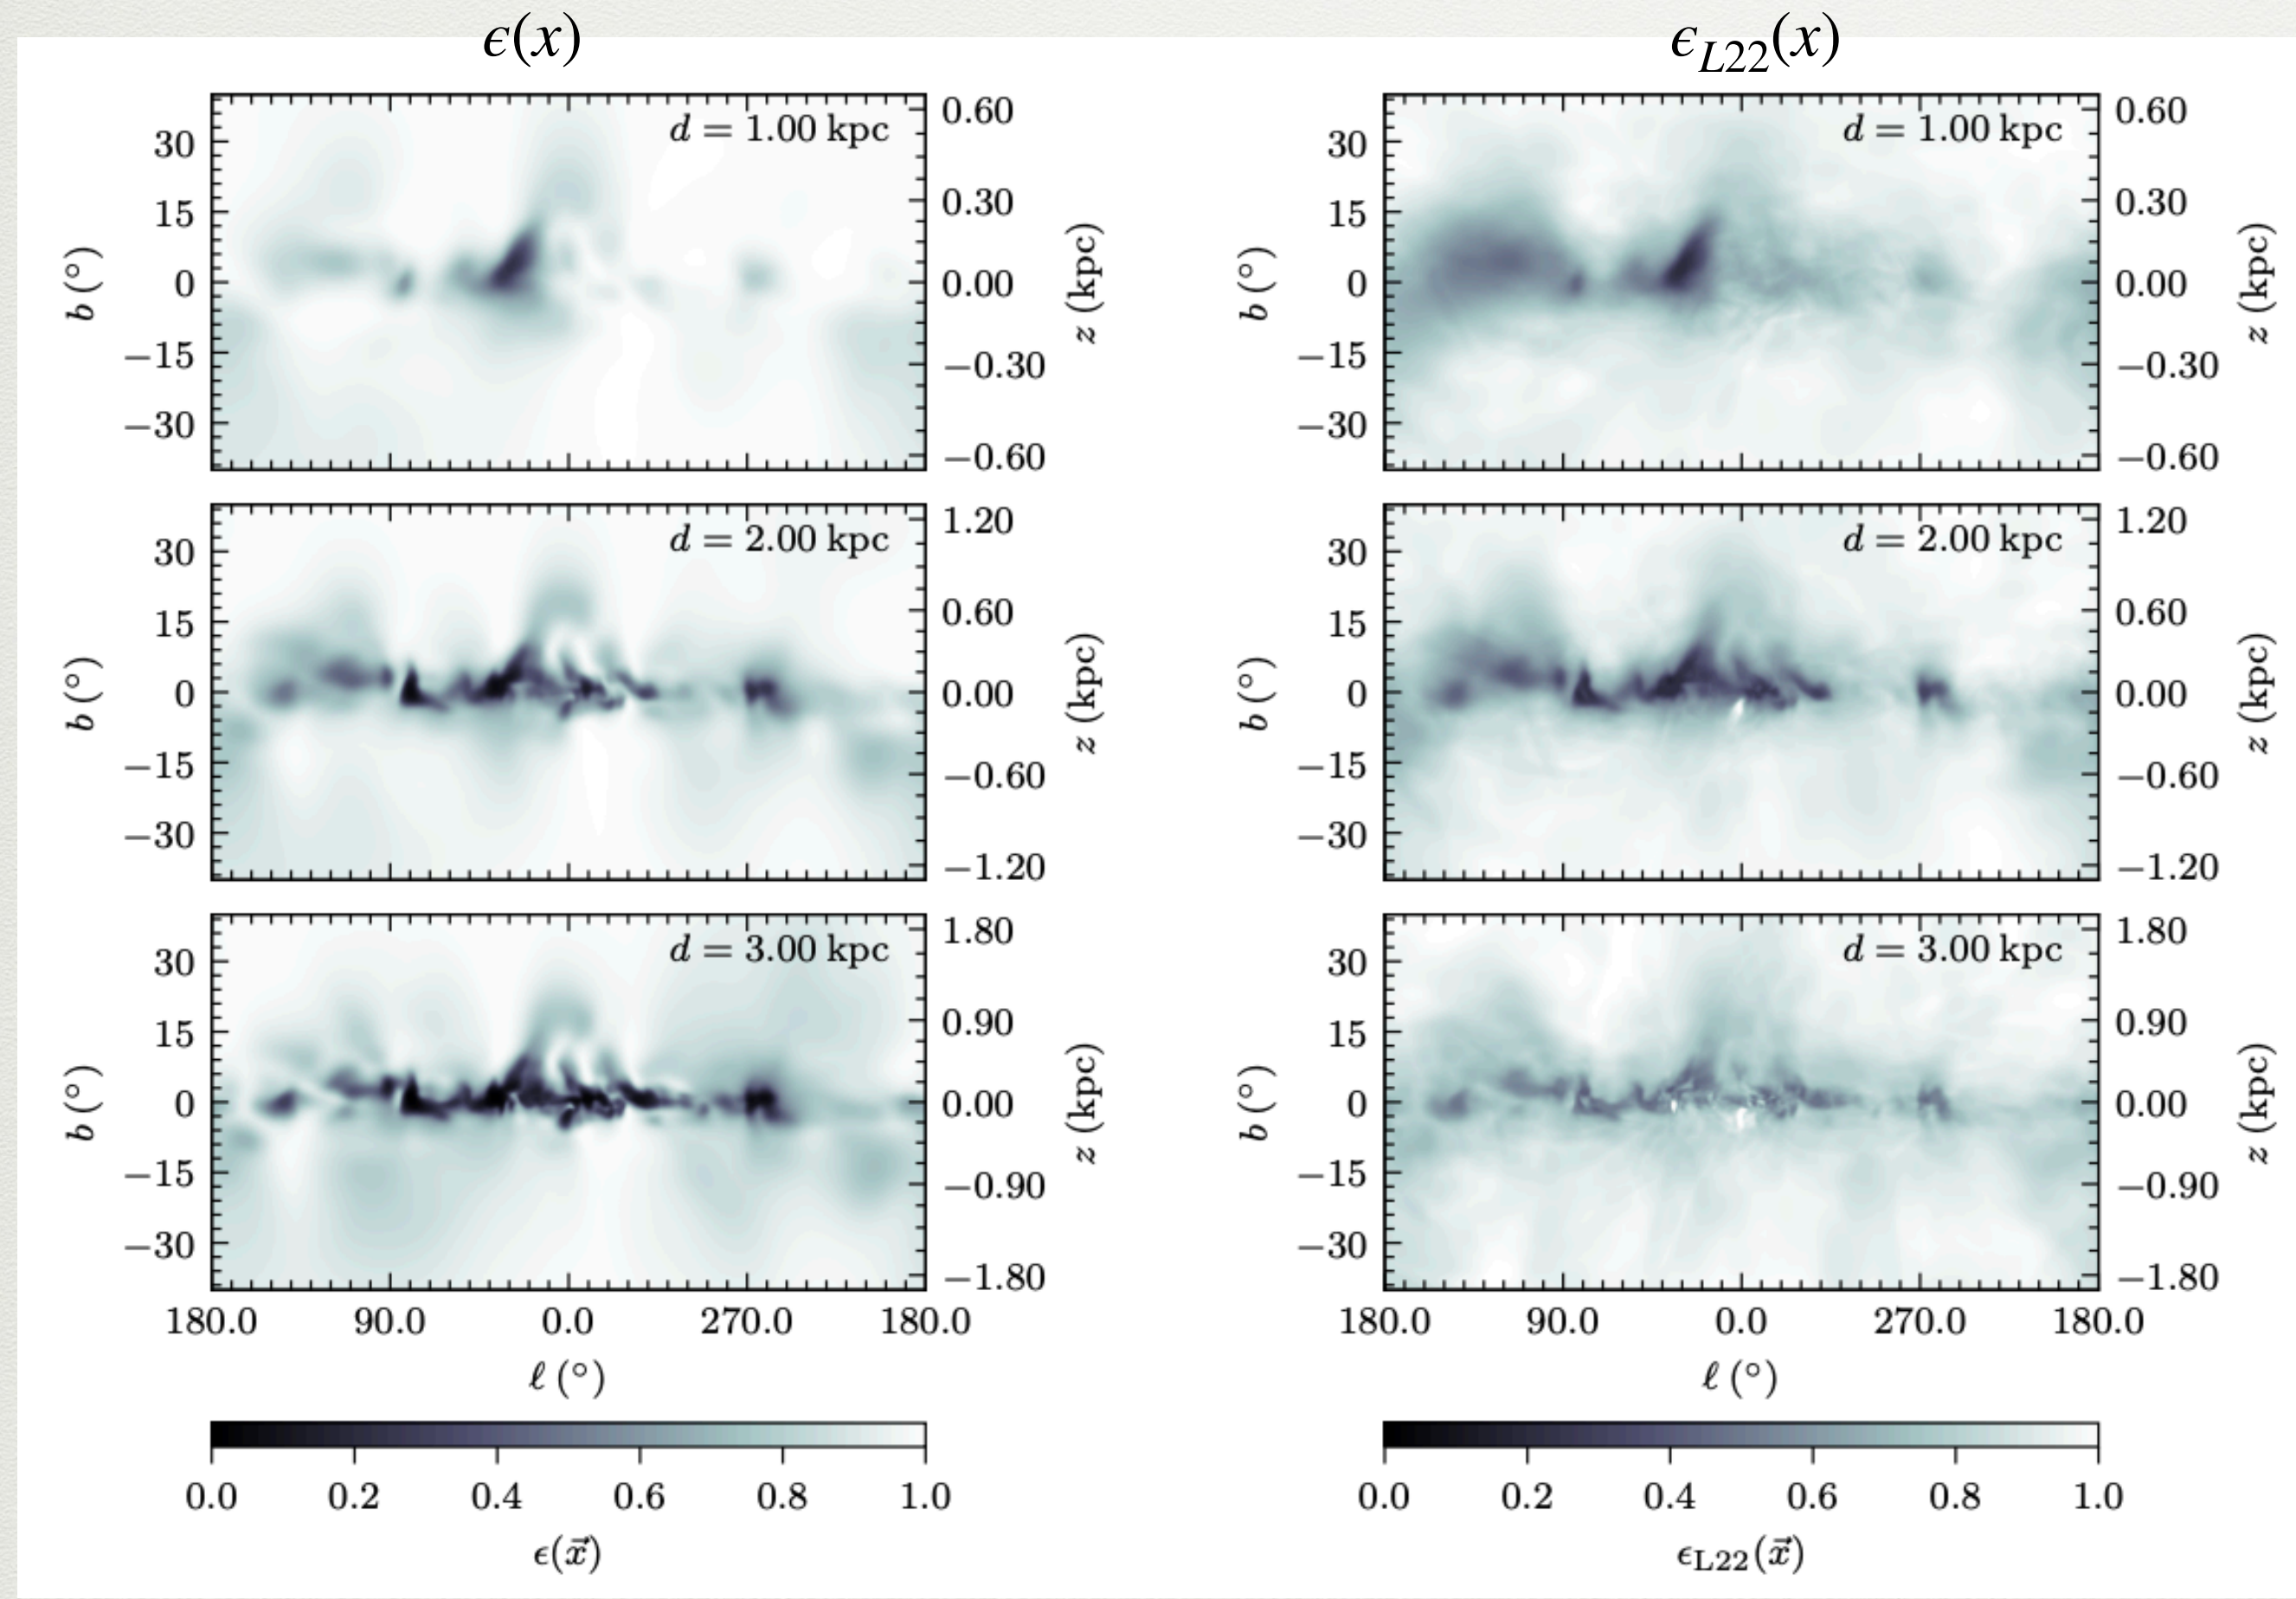 ϵ(x)
ϵ_L22(x)
d = 1.00 kpc
30
15
0
−15
−30
b (°)
0.60
0.30
0.00
−0.30
−0.60
z (kpc)
d = 1.00 kpc
30
15
0
−15
−30
b (°)
0.60
0.30
0.00
−0.30
−0.60
z (kpc)
d = 2.00 kpc
30
15
0
−15
−30
b (°)
1.20
0.60
0.00
−0.60
−1.20
z (kpc)
d = 2.00 kpc
30
15
0
−15
−30
b (°)
1.20
0.60
0.00
−0.60
−1.20
z (kpc)
d = 3.00 kpc
30
15
0
−15
−30
b (°)
1.80
0.90
0.00
−0.90
−1.80
z (kpc)
180.0 90.0 0.0 270.0 180.0
ℓ (°)
d = 3.00 kpc
30
15
0
−15
−30
b (°)
1.80
0.90
0.00
−0.90
−1.80
z (kpc)
180.0 90.0 0.0 270.0 180.0
ℓ (°)
0.0 0.2 0.4 0.6 0.8 1.0
ϵ(x⃗)
0.0 0.2 0.4 0.6 0.8 1.0
ϵ_L22(x⃗)